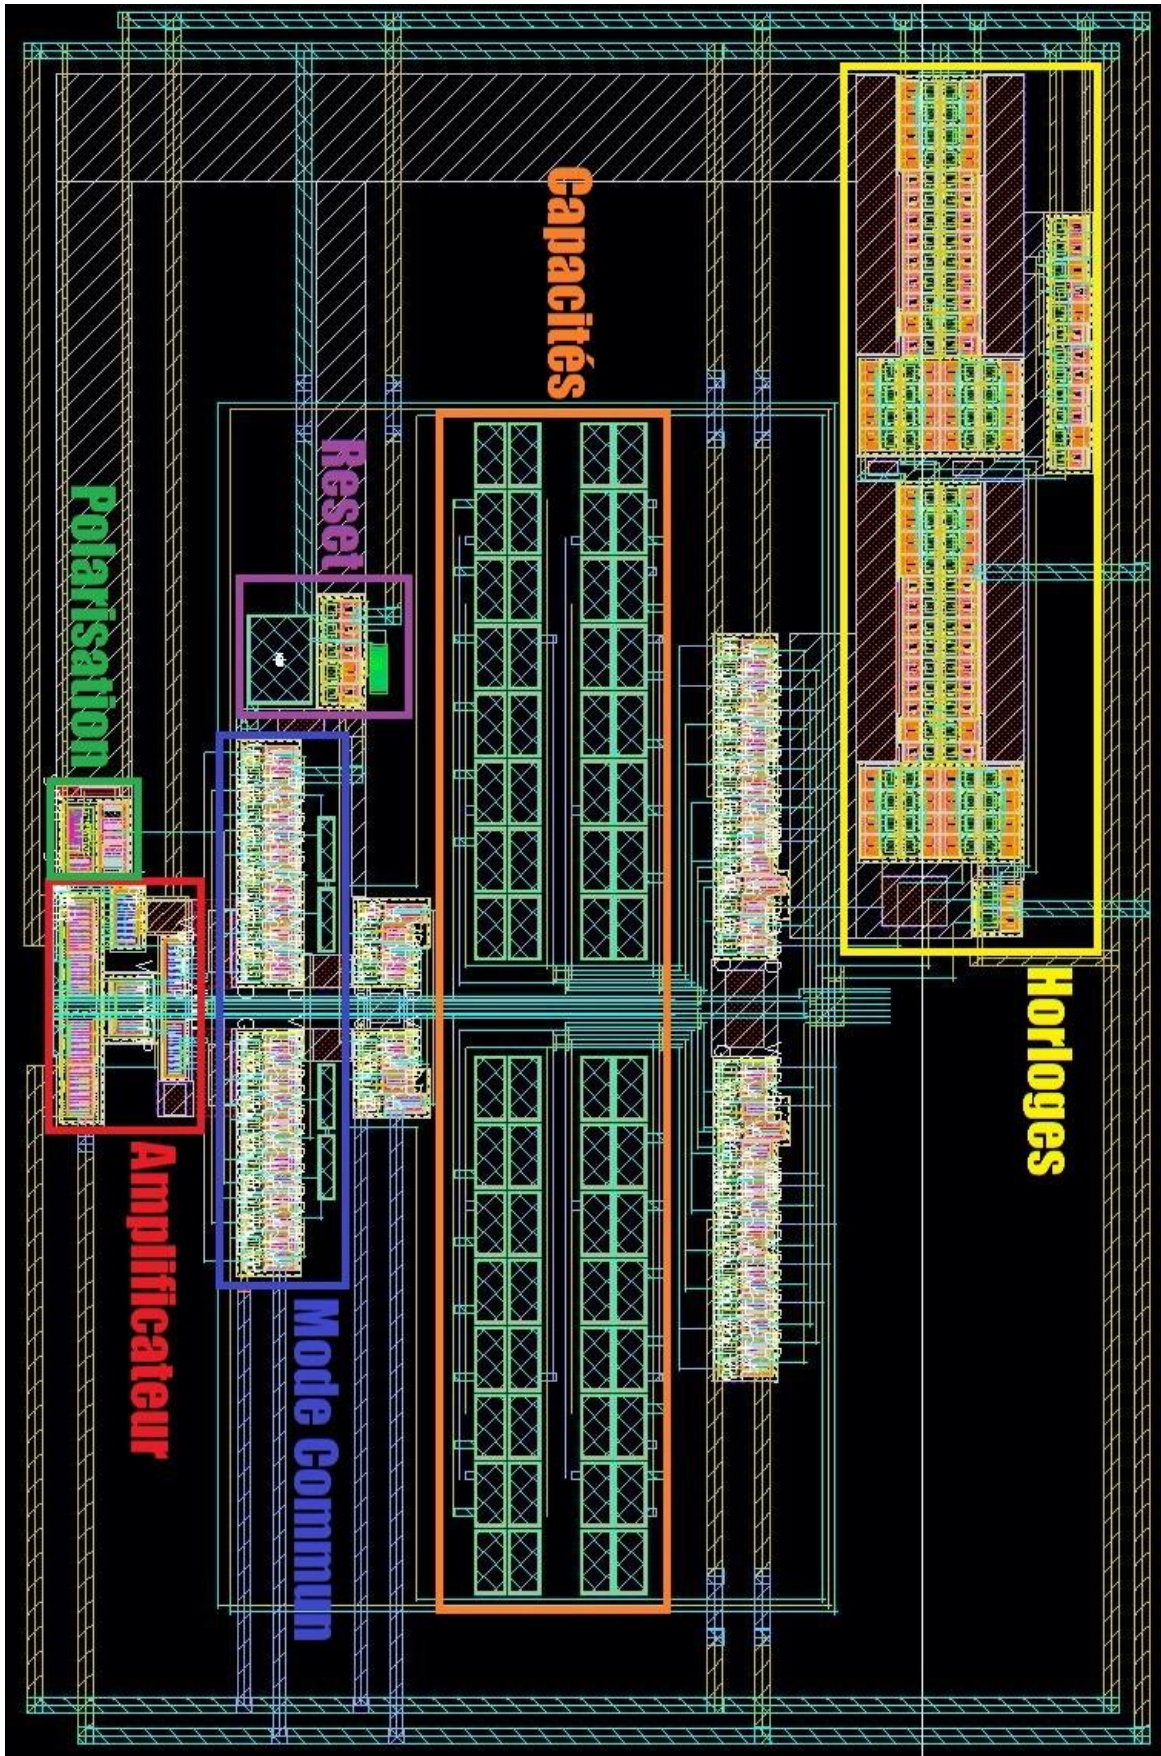 Capacités
Reset
Polarisation
Horloges
Amplificateur
Mode Commun